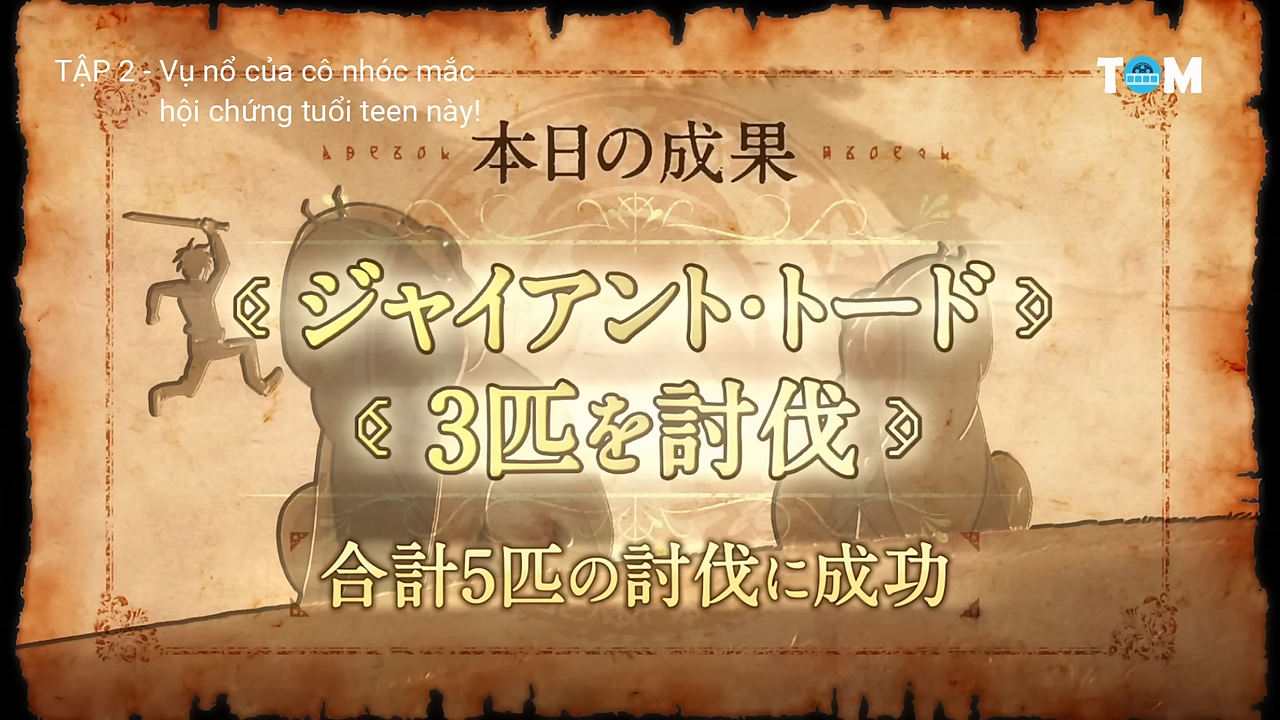 TẬP 2 - Vụ nổ của cô nhóc mắc
hội chứng tuổi teen này!
TOM
本日の成果
ジャイアント・トード
3匹を討伐
合計5匹の討伐に成功